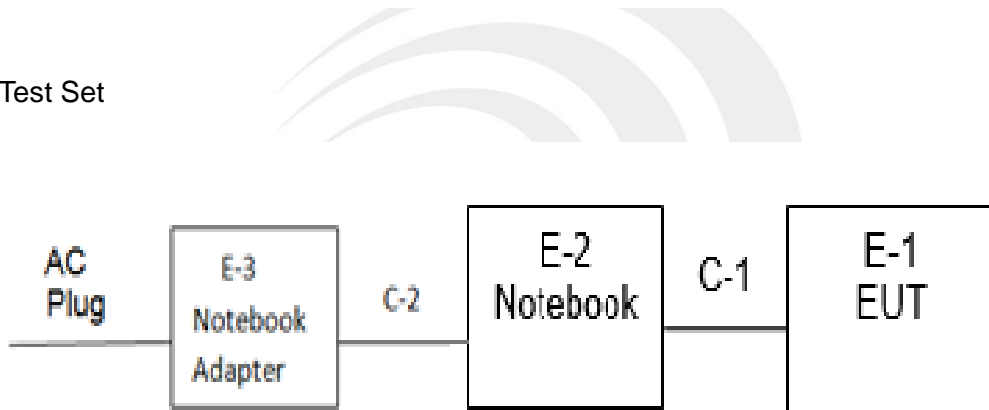 Test Set
AC
Plug
E-3
Notebook
Adapter
C-2
E-2
Notebook
C-1
E-1
EUT